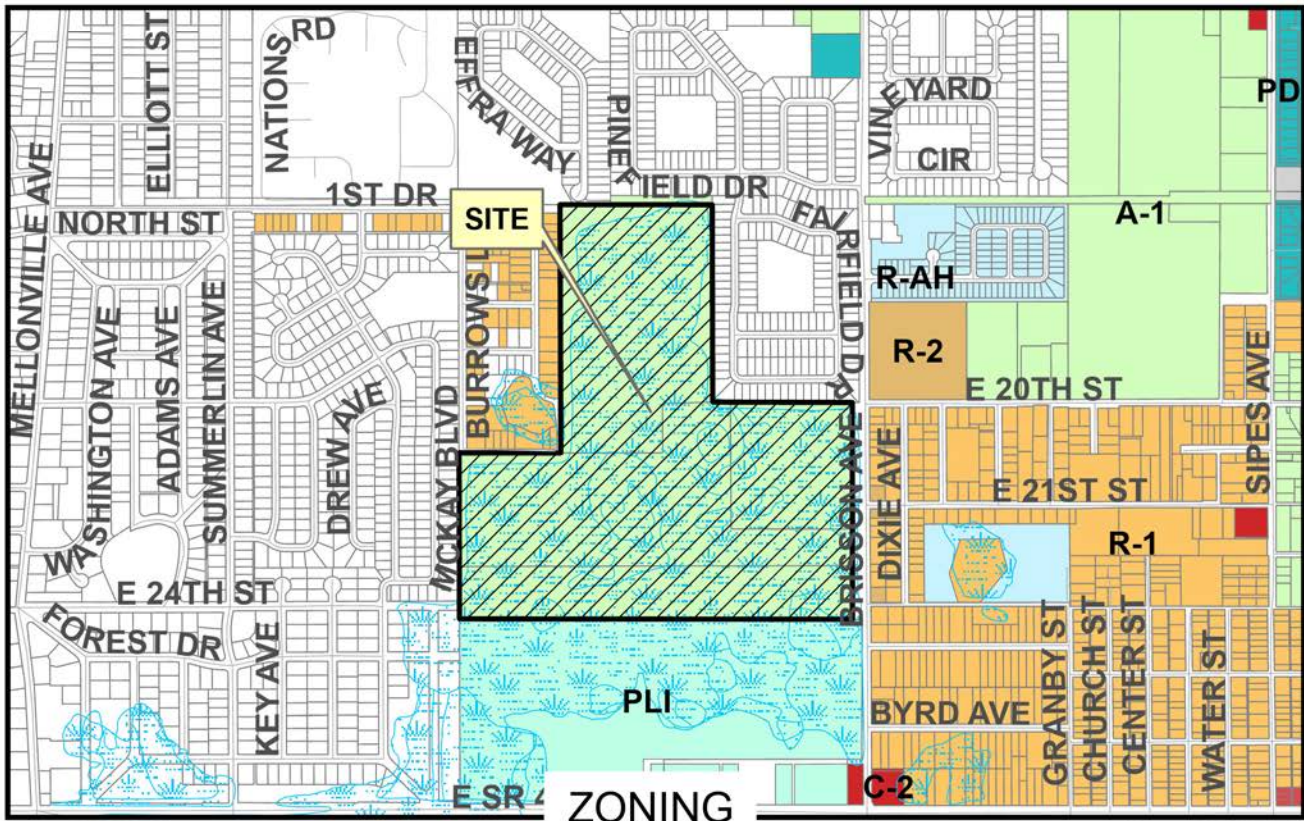 ELLIOTT ST
NATIONS RD
EFFRA WAY
PINEFIELD DR
VINEYARD CIR
PD
MELLONVILLE AVE
1ST DR
NORTH ST
SITE
FAIRFIELD DR
A-1
R-AH
R-2
WASHINGTON AVE
ADAMS AVE
SUMMERLIN AVE
DREW AVE
MCKAY BLVD
BURROWS L
E 20TH ST
SIPES AVE
BRISSON AVE
DIXIE AVE
E 21ST ST
R-1
E 24TH ST
FOREST DR
KEY AVE
PLI
BYRD AVE
GRANBY ST
CHURCH ST
CENTER ST
WATER ST
C-2
E SR
ZONING